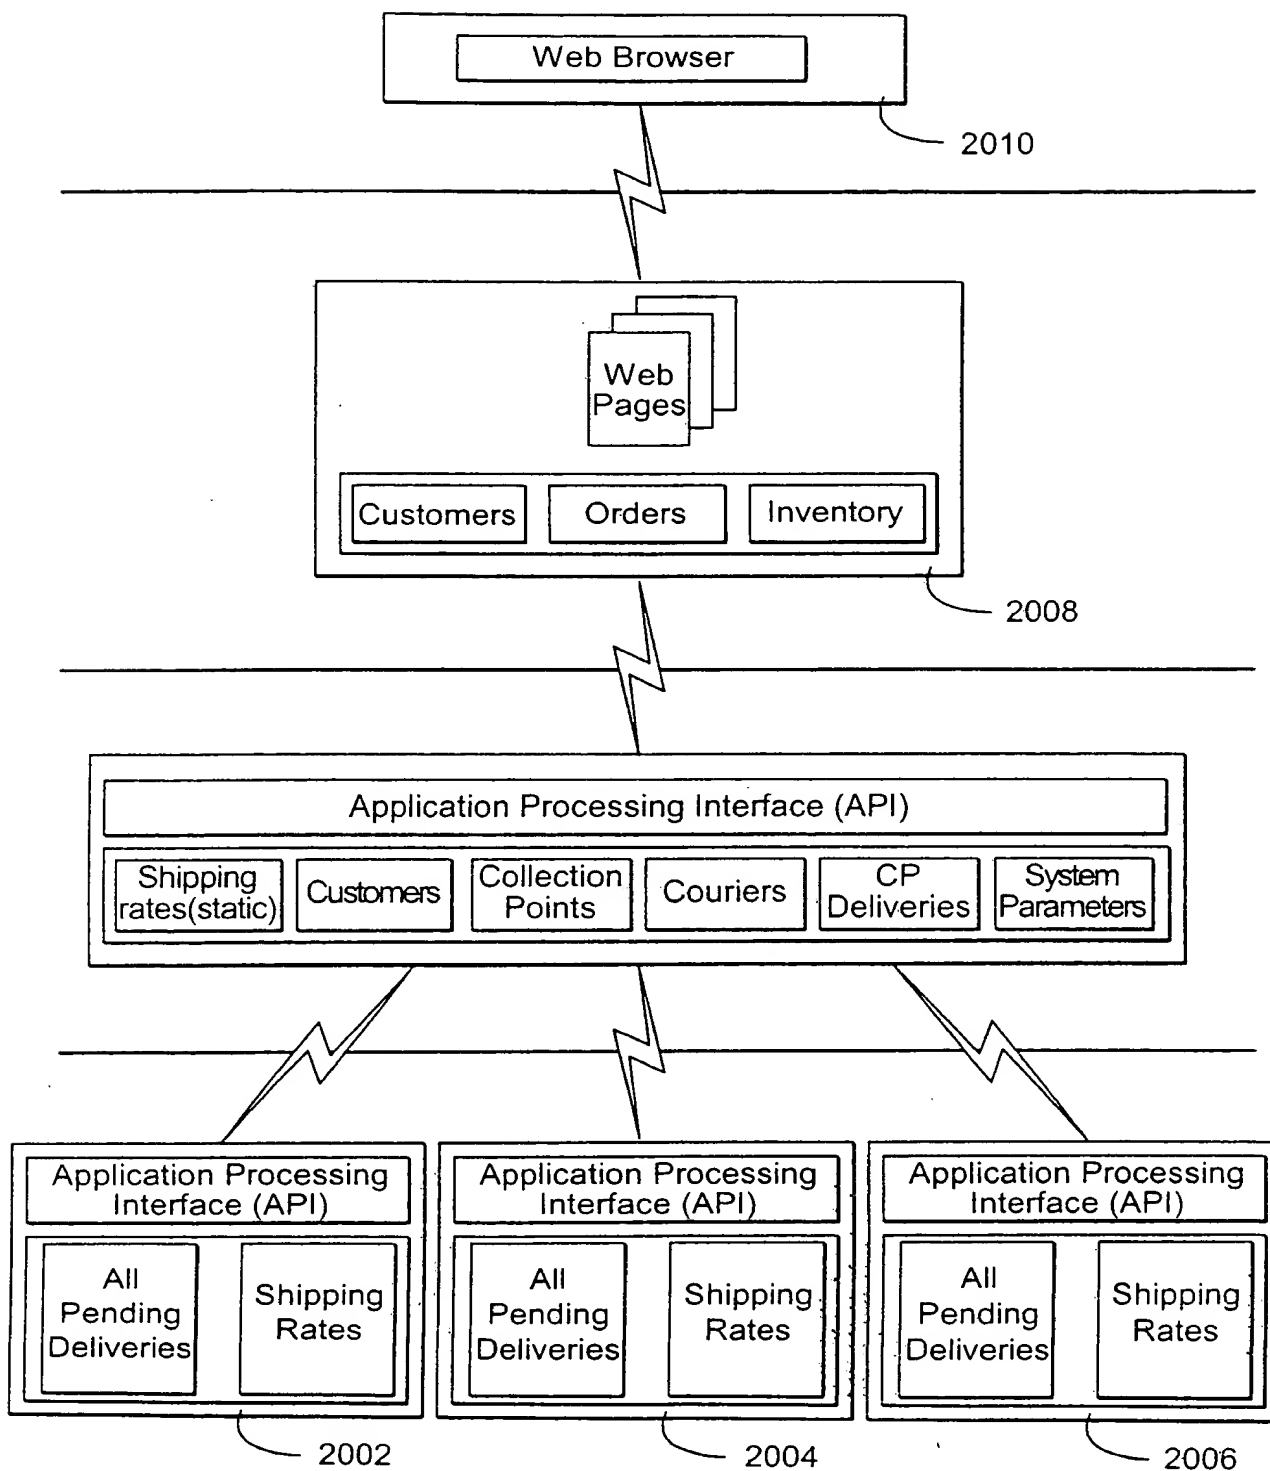 Web Browser
2010
Web
Pages
Customers
Orders
Inventory
2008
Application Processing Interface (API)
Shipping
rates(static)
Customers
Collection
Points
Couriers
CP
Deliveries
System
Parameters
Application Processing
Interface (API)
All
Pending
Deliveries
Shipping
Rates
2002
Application Processing
Interface (API)
All
Pending
Deliveries
Shipping
Rates
2004
Application Processing
Interface (API)
All
Pending
Deliveries
Shipping
Rates
2006